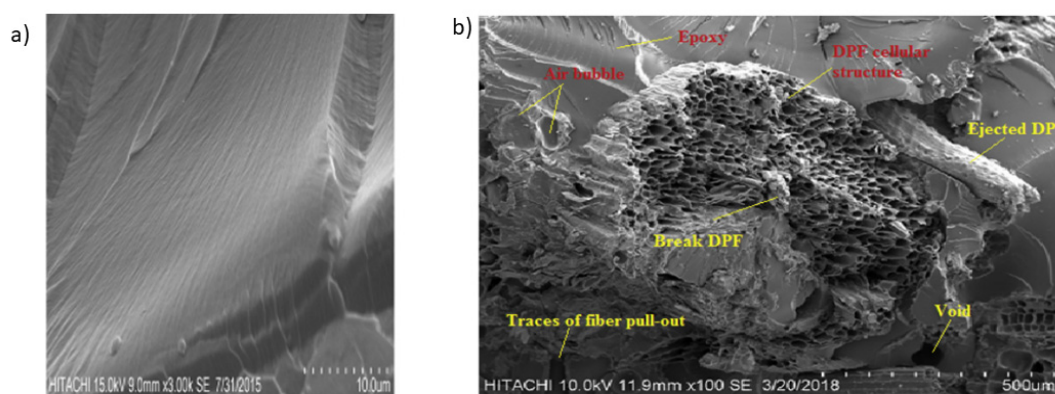 a)
HITACHI 15.0kV 9.0mm x3.00k SE 7/31/2015
10.0um
b)
Epoxy
DPF cellular
structure
Air bubble
Ejected DP
Break DPF
Traces of fiber pull-out
Void
HITACHI 10.0kV 11.9mm x100 SE 3/20/2018
500um